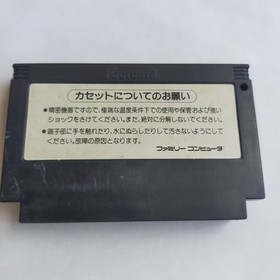 KONAMI
カセットについてのお願い
●精密機器ですので、極端な温度条件下での使用や保管および強い
ショックをさけてください。また、絶対に分解しないでください。
●端子部に手を触れたり、水にぬらしたりして汚さないようにして
ください。故障の原因となります。
ファミリー コンピュータ